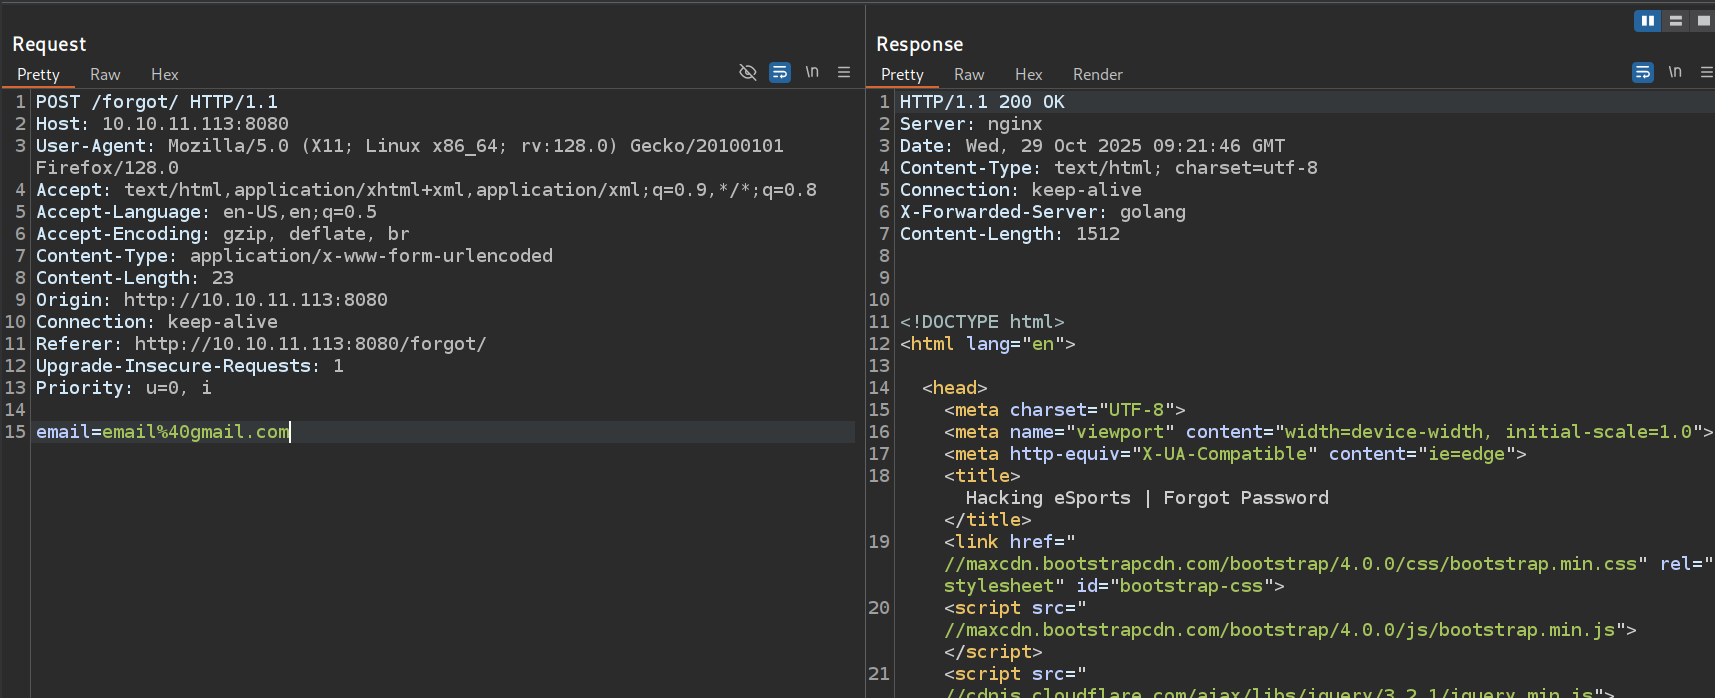 Request
Pretty Raw Hex \n
1 POST /forgot/ HTTP/1.1
2 Host: 10.10.11.113:8080
3 User-Agent: Mozilla/5.0 (X11; Linux x86_64; rv:128.0) Gecko/20100101
Firefox/128.0
4 Accept: text/html,application/xhtml+xml,application/xml;q=0.9,*/*;q=0.8
5 Accept-Language: en-US,en;q=0.5
6 Accept-Encoding: gzip, deflate, br
7 Content-Type: application/x-www-form-urlencoded
8 Content-Length: 23
9 Origin: http://10.10.11.113:8080
10 Connection: keep-alive
11 Referer: http://10.10.11.113:8080/forgot/
12 Upgrade-Insecure-Requests: 1
13 Priority: u=0, i
14
15 email=email%40gmail.com
Response
Pretty Raw Hex Render \n
1 HTTP/1.1 200 OK
2 Server: nginx
3 Date: Wed, 29 Oct 2025 09:21:46 GMT
4 Content-Type: text/html; charset=utf-8
5 Connection: keep-alive
6 X-Forwarded-Server: golang
7 Content-Length: 1512
8
9
10
11 <!DOCTYPE html>
12 <html lang="en">
13
14 <head>
15 <meta charset="UTF-8">
16 <meta name="viewport" content="width=device-width, initial-scale=1.0">
17 <meta http-equiv="X-UA-Compatible" content="ie=edge">
18 <title>
Hacking eSports | Forgot Password
</title>
19 <link href="
//maxcdn.bootstrapcdn.com/bootstrap/4.0.0/css/bootstrap.min.css" rel="
stylesheet" id="bootstrap-css">
20 <script src="
//maxcdn.bootstrapcdn.com/bootstrap/4.0.0/js/bootstrap.min.js">
</script>
21 <script src="
//cdnjs.cloudflare.com/ajax/libs/jquery/3.2.1/jquery.min.js">